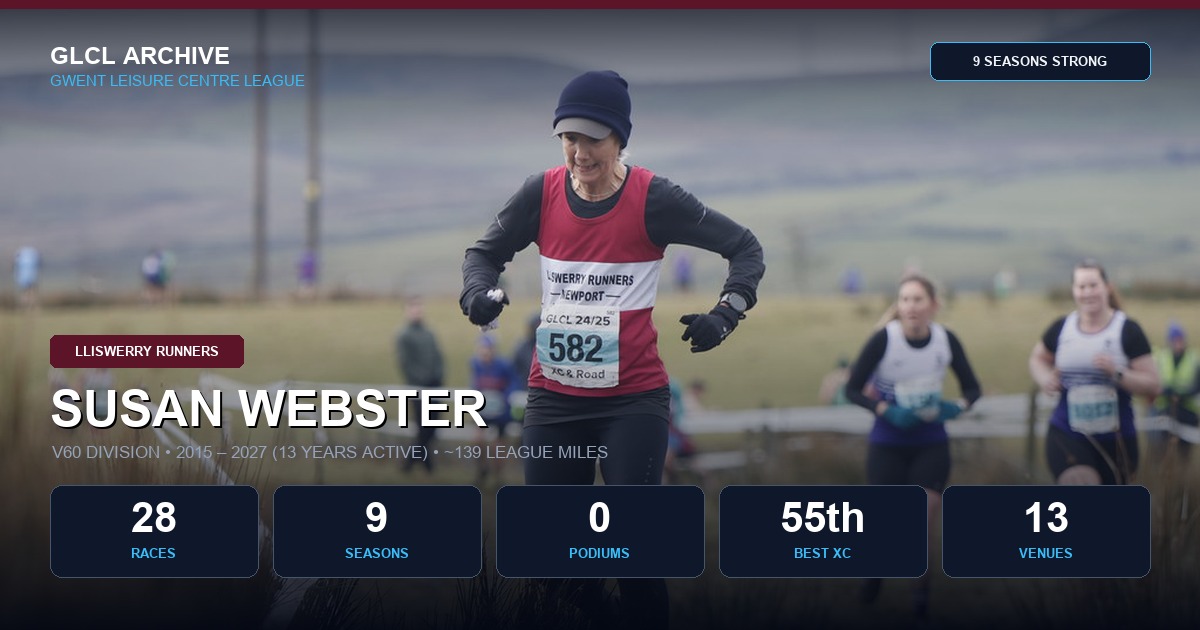 GLCL ARCHIVE
GWENT LEISURE CENTRE LEAGUE
9 SEASONS STRONG
LLISWERRY RUNNERS
NEWPORT
GLCL 24/25
582
XC & Road
LLISWERRY RUNNERS
SUSAN WEBSTER
V60 DIVISION • 2015 – 2027 (13 YEARS ACTIVE) • ~139 LEAGUE MILES
28
RACES
9
SEASONS
0
PODIUMS
55th
BEST XC
13
VENUES